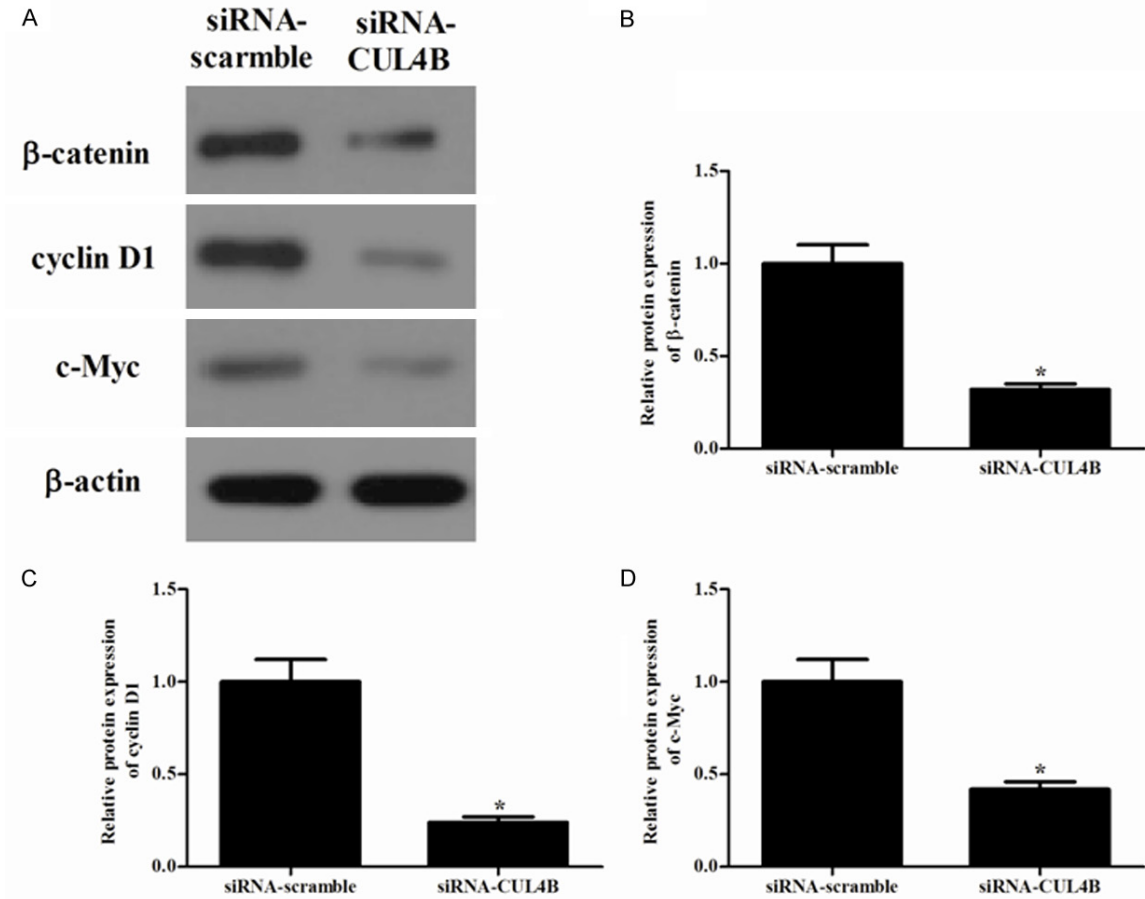 A
siRNA-
scarmble
siRNA-
CUL4B
β-catenin
cyclin D1
c-Myc
β-actin
B
Relative protein expression
of β-catenin
1.5
1.0
0.5
0.0
*
siRNA-scramble
siRNA-CUL4B
C
Relative protein expression
of cyclin D1
1.5
1.0
0.5
0.0
*
siRNA-scramble
siRNA-CUL4B
D
Relative protein expression
of c-Myc
1.5
1.0
0.5
0.0
*
siRNA-scramble
siRNA-CUL4B